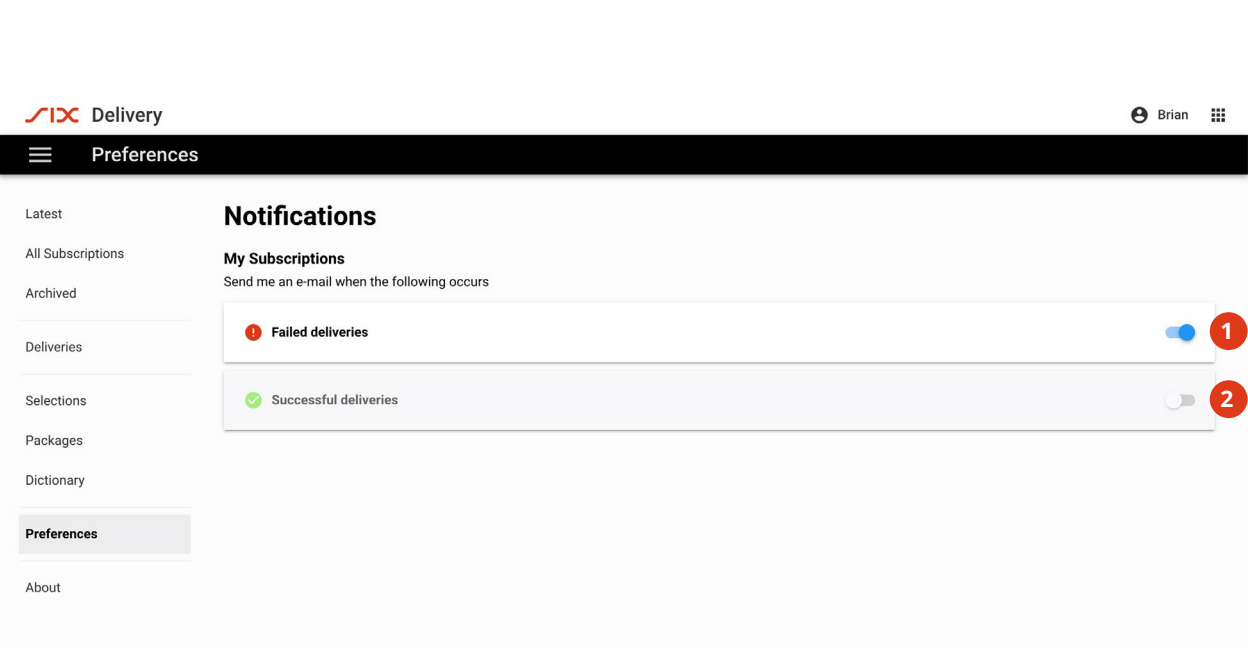 SIX Delivery
Brian
Preferences
Latest
All Subscriptions
Archived
Deliveries
Selections
Packages
Dictionary
Preferences
About
Notifications
My Subscriptions
Send me an e-mail when the following occurs
Failed deliveries
1
Successful deliveries
2